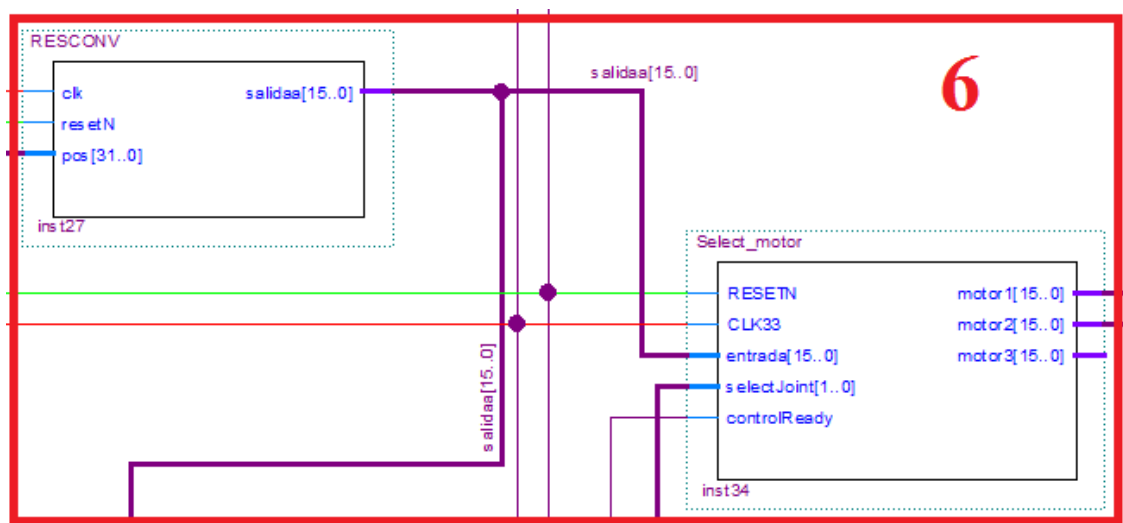 RESCONV
6
clk
salidaa[15..0]
salidaa[15..0]
resetN
pos[31..0]
inst27
Select_motor
RESETN
motor1[15..0]
CLK33
motor2[15..0]
entrada[15..0]
motor3[15..0]
selectJoint[1..0]
controlReady
salidaa[15..0]
inst34